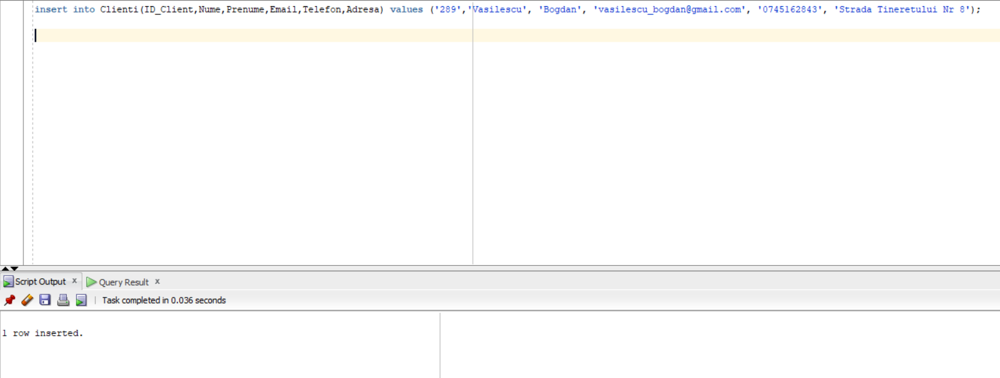 insert into Clienti(ID_Client,Nume,Prenume,Email,Telefon,Adresa) values ('289','Vasilescu', 'Bogdan', 'vasilescu_bogdan@gmail.com', '0745162843', 'Strada Tineretului Nr 8');
Script Output x Query Result x
Task completed in 0.036 seconds
1 row inserted.